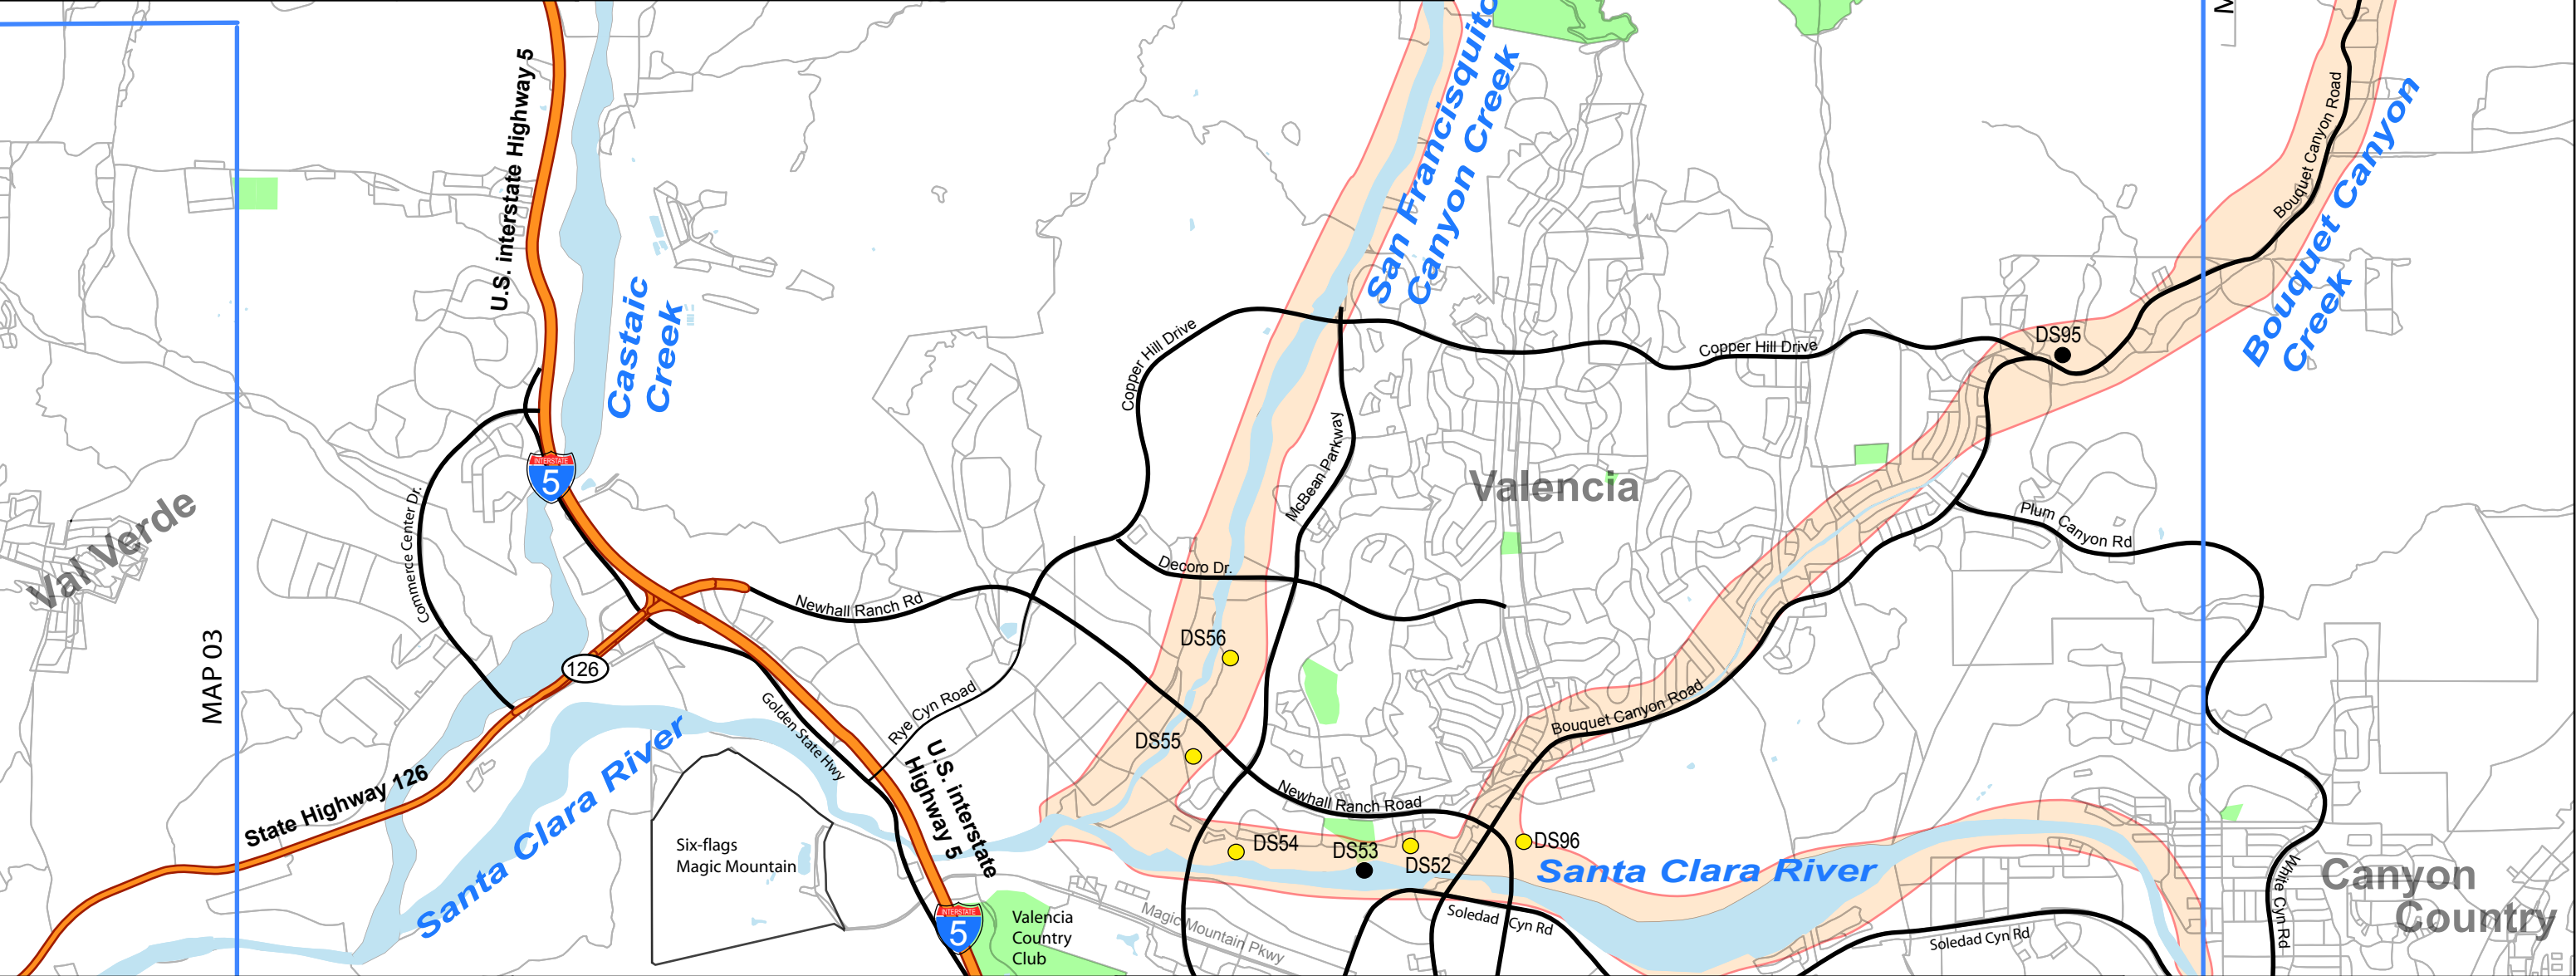 U.S. interstate Highway 5
Castaic
Creek
San Francisquito
Canyon Creek
M
Bouquet Canyon Road
Bouquet Canyon
Creek
DS95
Copper Hill Drive
Copper Hill Drive
McBean Parkway
Valencia
INTERSTATE
5
Commerce Center Dr.
Val Verde
Plum Canyon Rd
Decoro Dr.
Newhall Ranch Rd
MAP 03
126
DS56
Rye Cyn Road
Golden State Hwy
DS55
Bouquet Canyon Road
U.S. interstate
Highway 5
State Highway 126
Santa Clara River
Newhall Ranch Road
Six-flags
Magic Mountain
DS54
DS53
DS52
DS96
Santa Clara River
White Cyn Rd
Canyon
Country
INTERSTATE
5
Valencia
Country
Club
Magic Mountain Pkwy
Soledad Cyn Rd
Soledad Cyn Rd